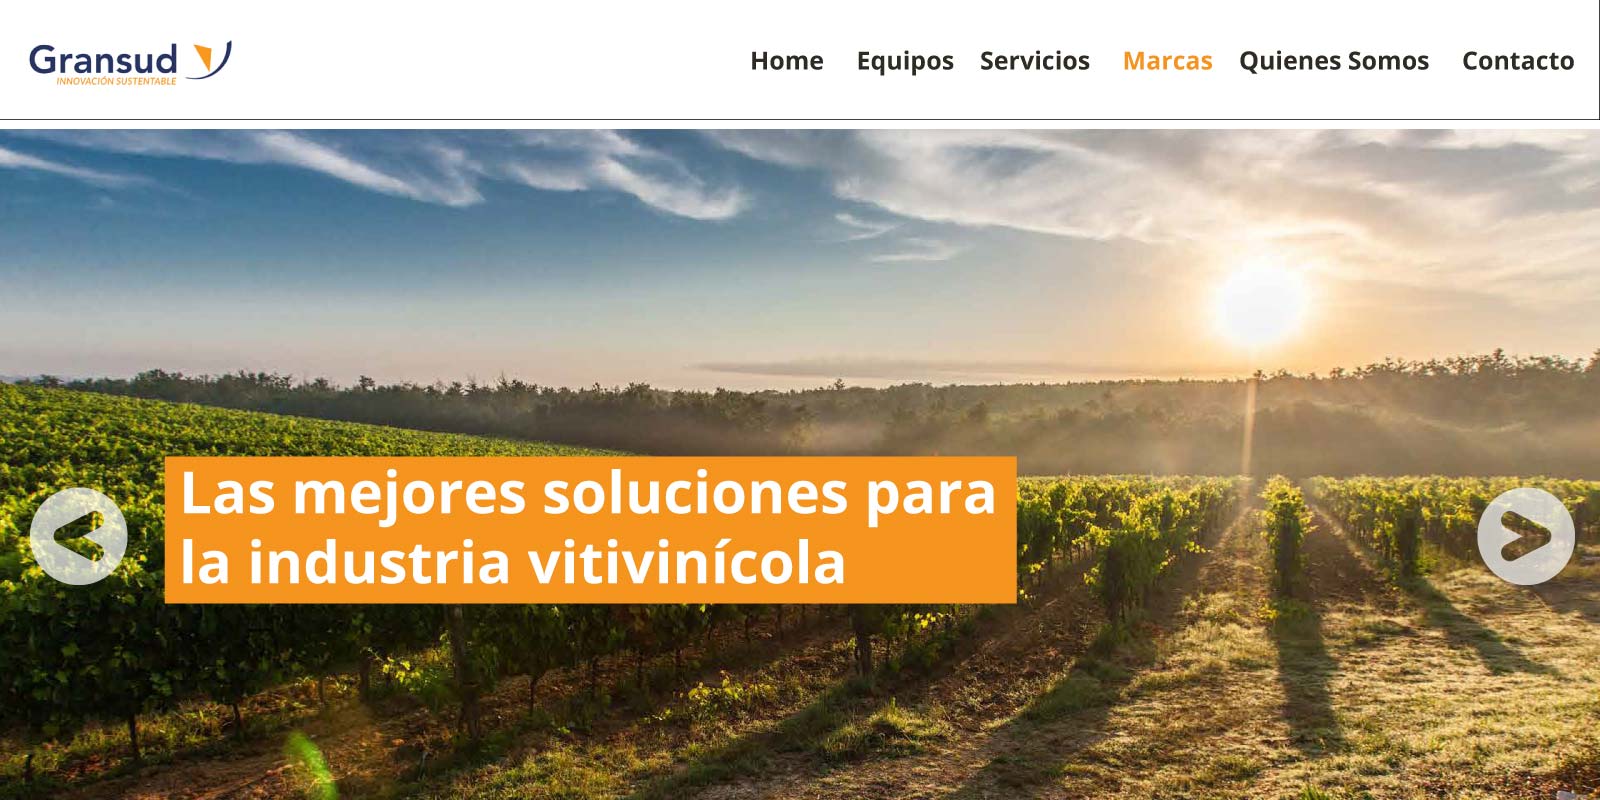 Gransud
INNOVACIÓN SUSTENTABLE
Home Equipos Servicios Marcas Quienes Somos Contacto
Las mejores soluciones para
la industria vitivinícola